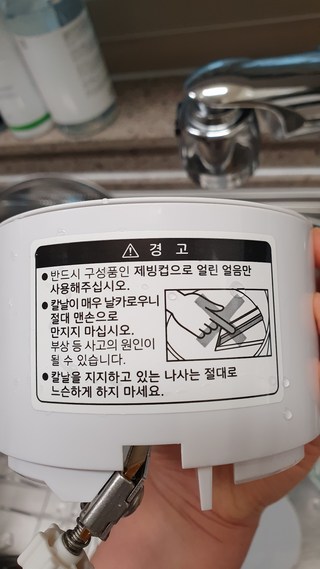 ⚠ 경 고
● 반드시 구성품인 제빙컵으로 얼린 얼음만
사용해주십시오.
● 칼날이 매우 날카로우니
절대 맨손으로
만지지 마십시오.
부상 등 사고의 원인이
될 수 있습니다.
● 칼날을 지지하고 있는 나사는 절대로
느슨하게 하지 마세요.